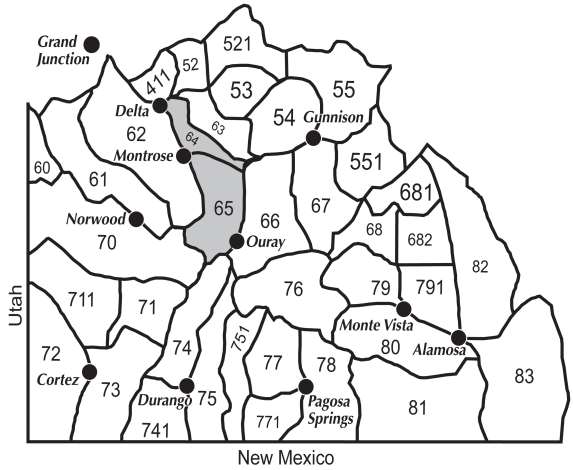 Grand
Junction
521
52
411
53
55
Delta
54
Gunnison
62
64
63
Montrose
551
60
61
681
65
67
Norwood
66
68
70
Ouray
682
82
711
71
76
79
791
Utah
Monte Vista
74
751
72
77
78
80
Alamosa
Cortez
73
83
Durango
75
Pagosa
Springs
81
741
771
New Mexico